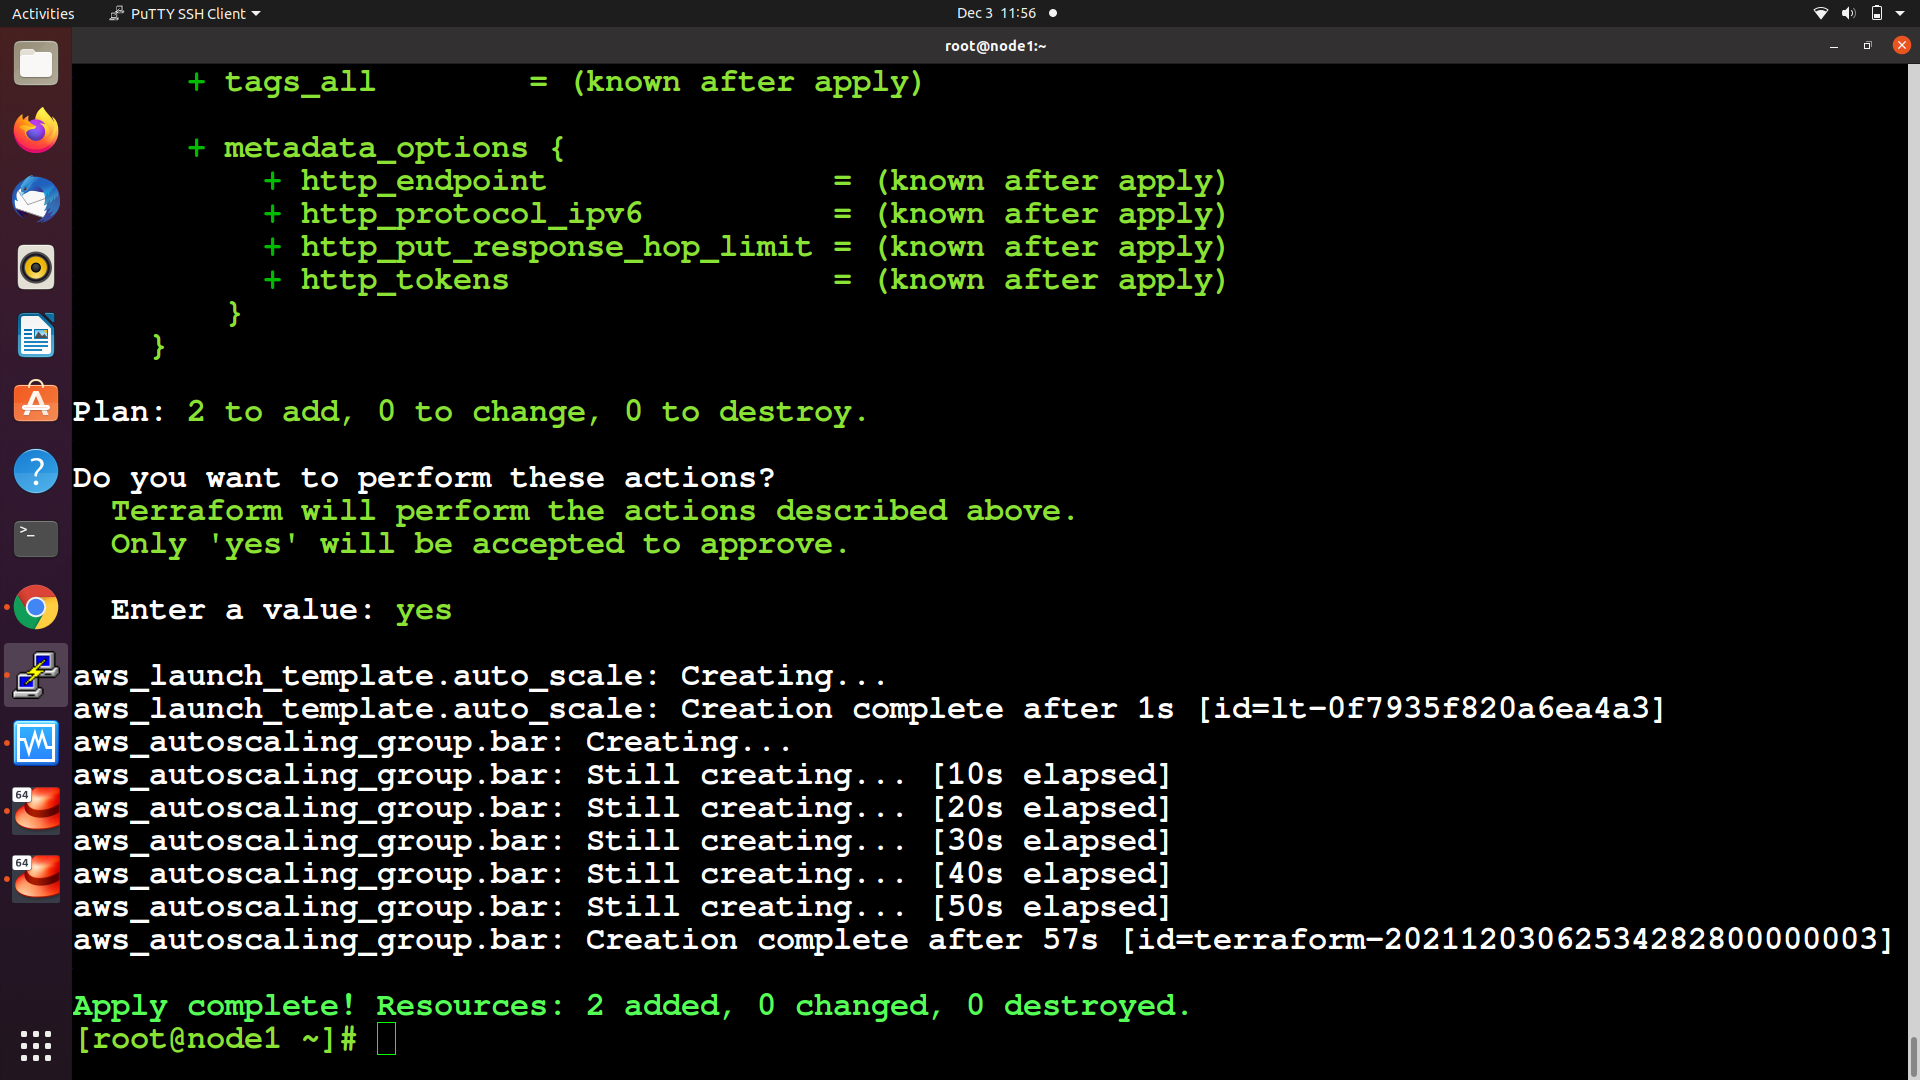 Activities PuTTY SSH Client Dec 3 11:56
root@node1:~
+ tags_all = (known after apply)
+ metadata_options {
+ http_endpoint = (known after apply)
+ http_protocol_ipv6 = (known after apply)
+ http_put_response_hop_limit = (known after apply)
+ http_tokens = (known after apply)
}
}
Plan: 2 to add, 0 to change, 0 to destroy.
Do you want to perform these actions?
Terraform will perform the actions described above.
Only 'yes' will be accepted to approve.
Enter a value: yes
aws_launch_template.auto_scale: Creating...
aws_launch_template.auto_scale: Creation complete after 1s [id=lt-0f7935f820a6ea4a3]
aws_autoscaling_group.bar: Creating...
aws_autoscaling_group.bar: Still creating... [10s elapsed]
aws_autoscaling_group.bar: Still creating... [20s elapsed]
aws_autoscaling_group.bar: Still creating... [30s elapsed]
aws_autoscaling_group.bar: Still creating... [40s elapsed]
aws_autoscaling_group.bar: Still creating... [50s elapsed]
aws_autoscaling_group.bar: Creation complete after 57s [id=terraform-20211203062534282800000003]
Apply complete! Resources: 2 added, 0 changed, 0 destroyed.
[root@node1 ~]#
64
64